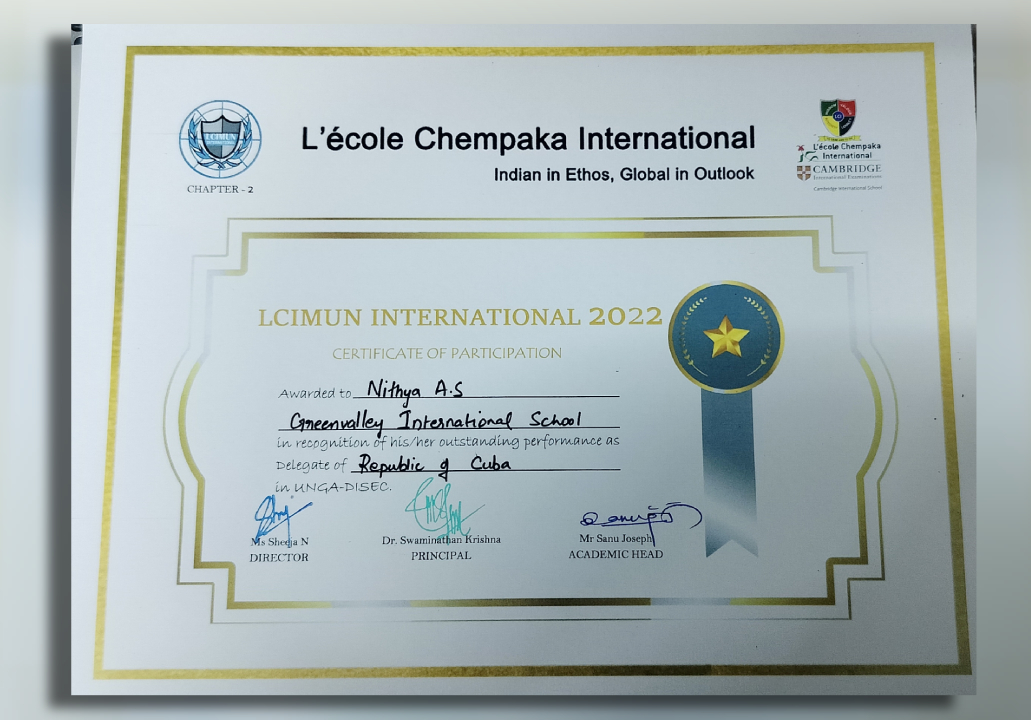 LCIMUN
CHAPTER - 2
L'école Chempaka International
Indian in Ethos, Global in Outlook
LCI
L'école Chempaka
International
CAMBRIDGE
International Examinations
Cambridge International School
LCIMUN INTERNATIONAL 2022
CERTIFICATE OF PARTICIPATION
Awarded to Nithya A.S
Greenvalley International School
in recognition of his/her outstanding performance as
Delegate of Republic of Cuba
in UNGA-DISEC.
Ms Sheeja N
DIRECTOR
Dr. Swaminathan Krishna
PRINCIPAL
Mr Sanu Joseph
ACADEMIC HEAD